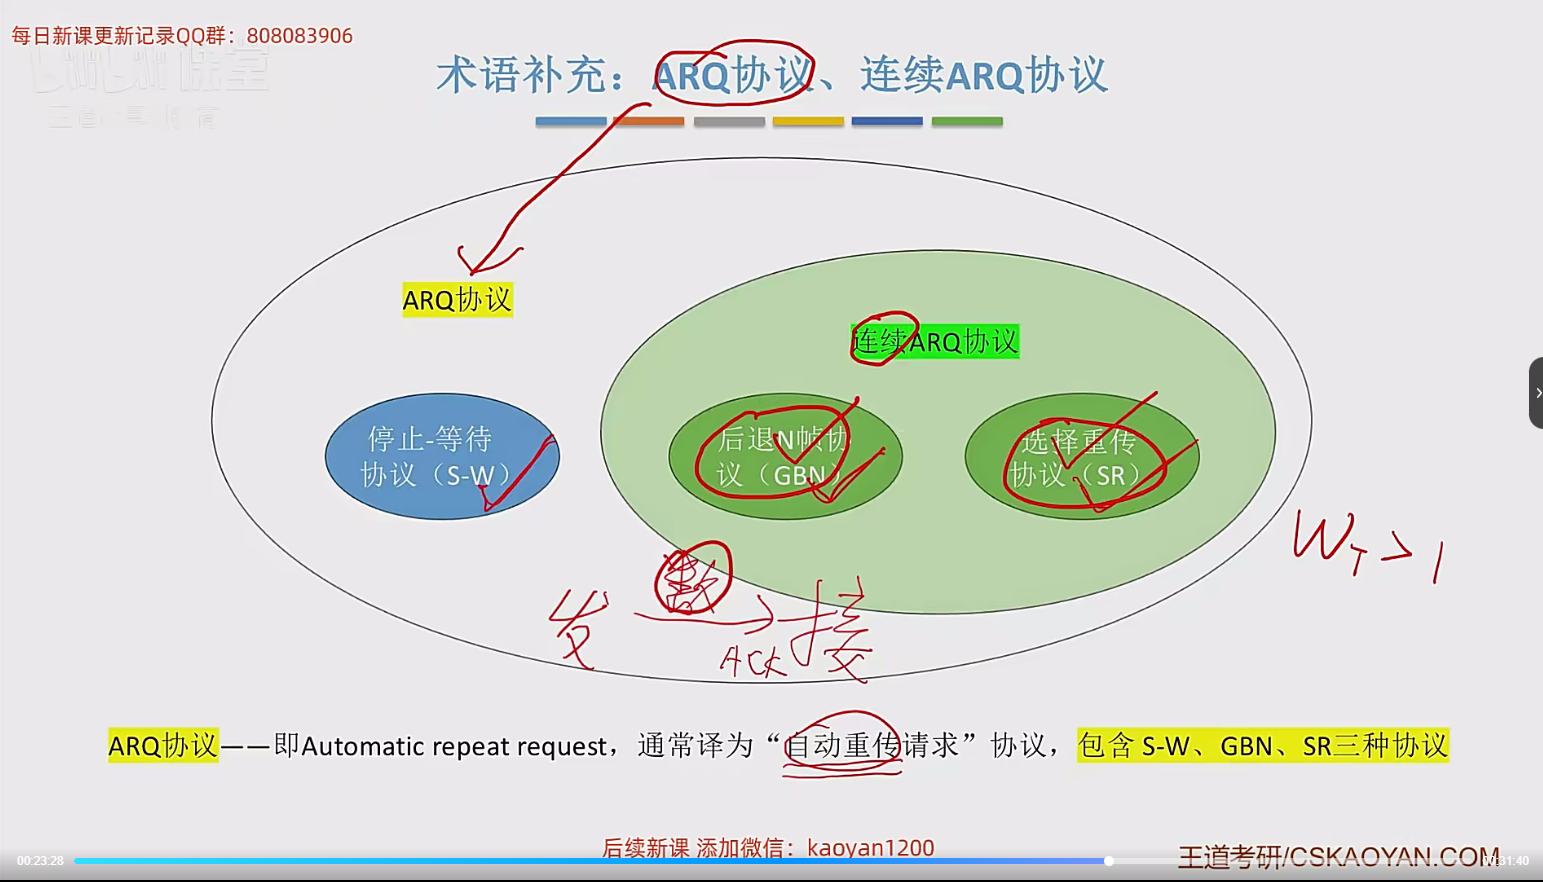 每日新课更新记录QQ群：808083906
术语补充：ARQ协议、连续ARQ协议
ARQ协议
连续ARQ协议
停止-等待
协议（S-W）
后退N帧协
议（GBN）
选择重传
协议（SR）
W_T > 1
发
数
接
ACK
ARQ协议——即Automatic repeat request，通常译为“自动重传请求”协议，包含 S-W、GBN、SR三种协议
后续新课 添加微信：kaoyan1200
00:23:28
王道考研/CSKAOYAN.COM
00:31:40